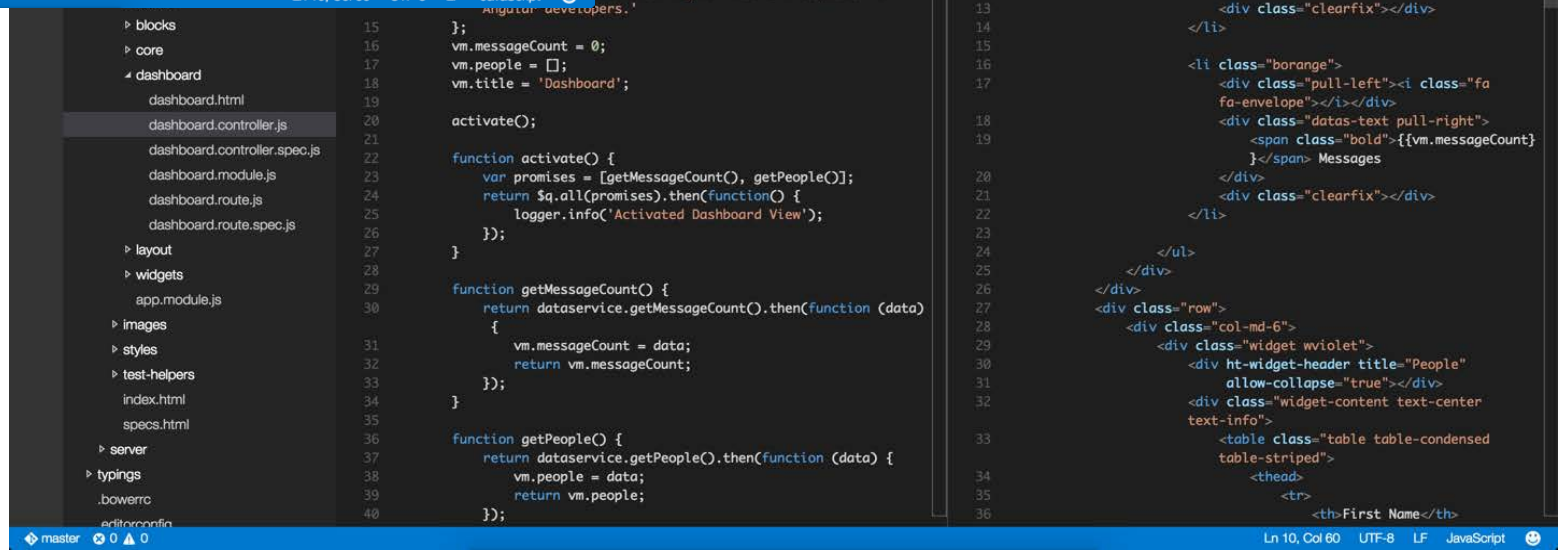 Angular developers.'
▷ blocks
▷ core
dashboard
dashboard.html
dashboard.controller.js
dashboard.controller.spec.js
dashboard.module.js
dashboard.route.js
dashboard.route.spec.js
▷ layout
▷ widgets
app.module.js
▷ images
▷ styles
▷ test-helpers
index.html
specs.html
▷ server
▷ typings
.bowerrc
.editorconfig
15 };
16 vm.messageCount = 0;
17 vm.people = [];
18 vm.title = 'Dashboard';
19
20 activate();
21
22 function activate() {
23 var promises = [getMessageCount(), getPeople()];
24 return $q.all(promises).then(function() {
25 logger.info('Activated Dashboard View');
26 });
27 }
28
29 function getMessageCount() {
30 return dataservice.getMessageCount().then(function (data)
{
31 vm.messageCount = data;
32 return vm.messageCount;
33 });
34 }
35
36 function getPeople() {
37 return dataservice.getPeople().then(function (data) {
38 vm.people = data;
39 return vm.people;
40 });
13 <div class="clearfix"></div>
14 </li>
15
16 <li class="borange">
17 <div class="pull-left"><i class="fa
fa-envelope"></i></div>
18 <div class="datas-text pull-right">
19 <span class="bold">{{vm.messageCount}
}</span> Messages
20 </div>
21 <div class="clearfix"></div>
22 </li>
23
24 </ul>
25 </div>
26 </div>
27 <div class="row">
28 <div class="col-md-6">
29 <div class="widget wviolet">
30 <div ht-widget-header title="People"
31 allow-collapse="true"></div>
32 <div class="widget-content text-center
text-info">
33 <table class="table table-condensed
table-striped">
34 <thead>
35 <tr>
36 <th>First Name</th>
master 0 0
Ln 10, Col 60 UTF-8 LF JavaScript